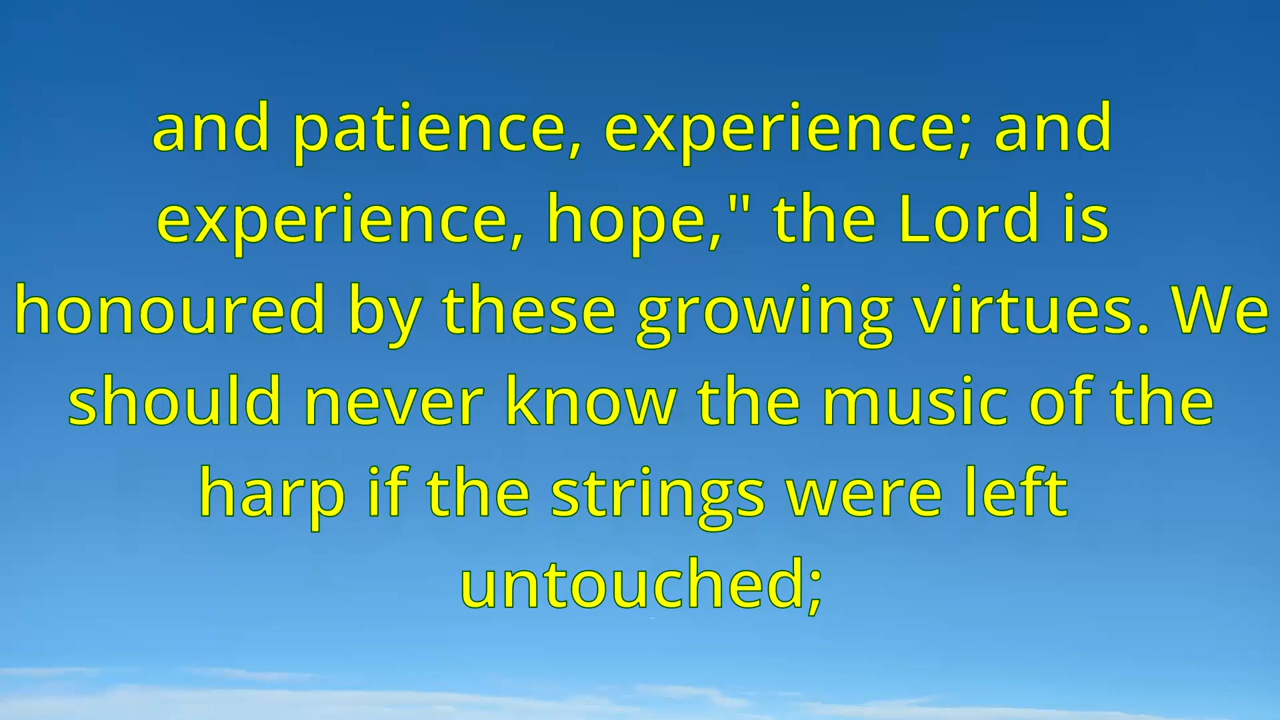 and patience, experience; and
experience, hope," the Lord is
honoured by these growing virtues. We
should never know the music of the
harp if the strings were left
untouched;